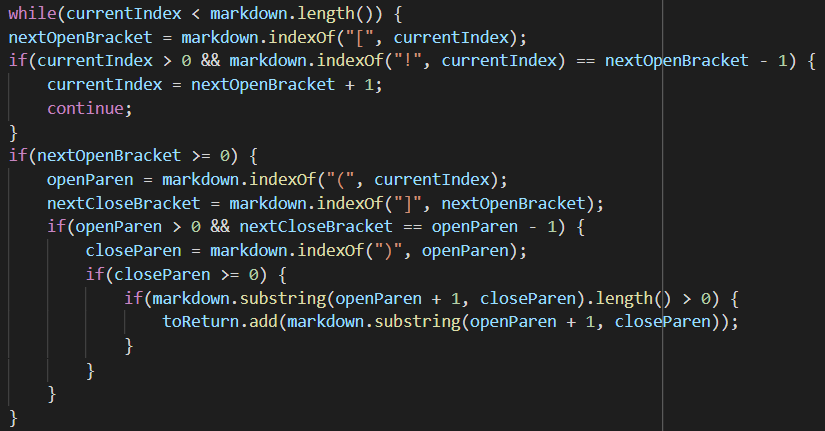 while(currentIndex < markdown.length()) {
nextOpenBracket = markdown.indexOf("[", currentIndex);
if(currentIndex > 0 && markdown.indexOf("!", currentIndex) == nextOpenBracket - 1) {
    currentIndex = nextOpenBracket + 1;
    continue;
}
if(nextOpenBracket >= 0) {
    openParen = markdown.indexOf("(", currentIndex);
    nextCloseBracket = markdown.indexOf("]", nextOpenBracket);
    if(openParen > 0 && nextCloseBracket == openParen - 1) {
        closeParen = markdown.indexOf(")", openParen);
        if(closeParen >= 0) {
            if(markdown.substring(openParen + 1, closeParen).length() > 0) {
                toReturn.add(markdown.substring(openParen + 1, closeParen));
            }
        }
    }
}